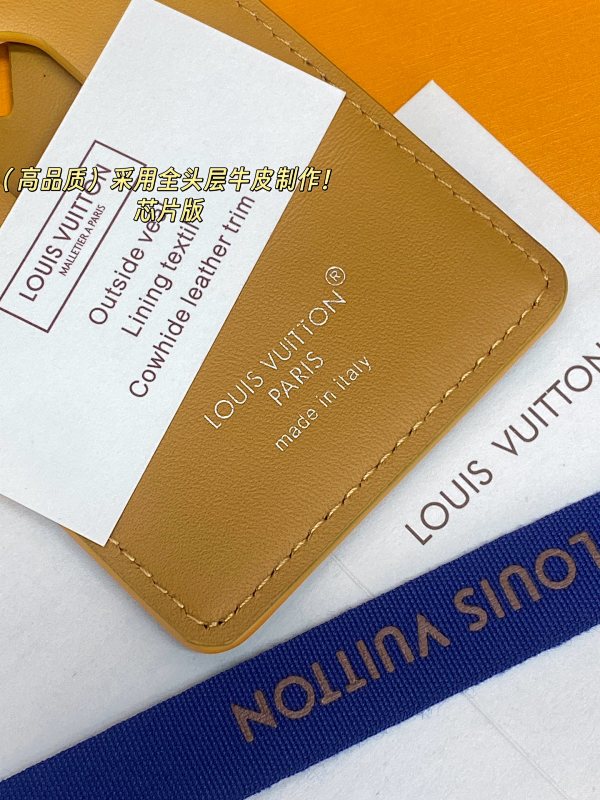 （高品质）采用全头层牛皮制作！
芯片版
LOUIS VUITTON
MALLETIER A PARIS
Outside
Lining textil
Cowhide leather trim
LOUIS VUITTON®
PARIS
made in italy
LOUIS VUITTON
LOUIS VUITTON